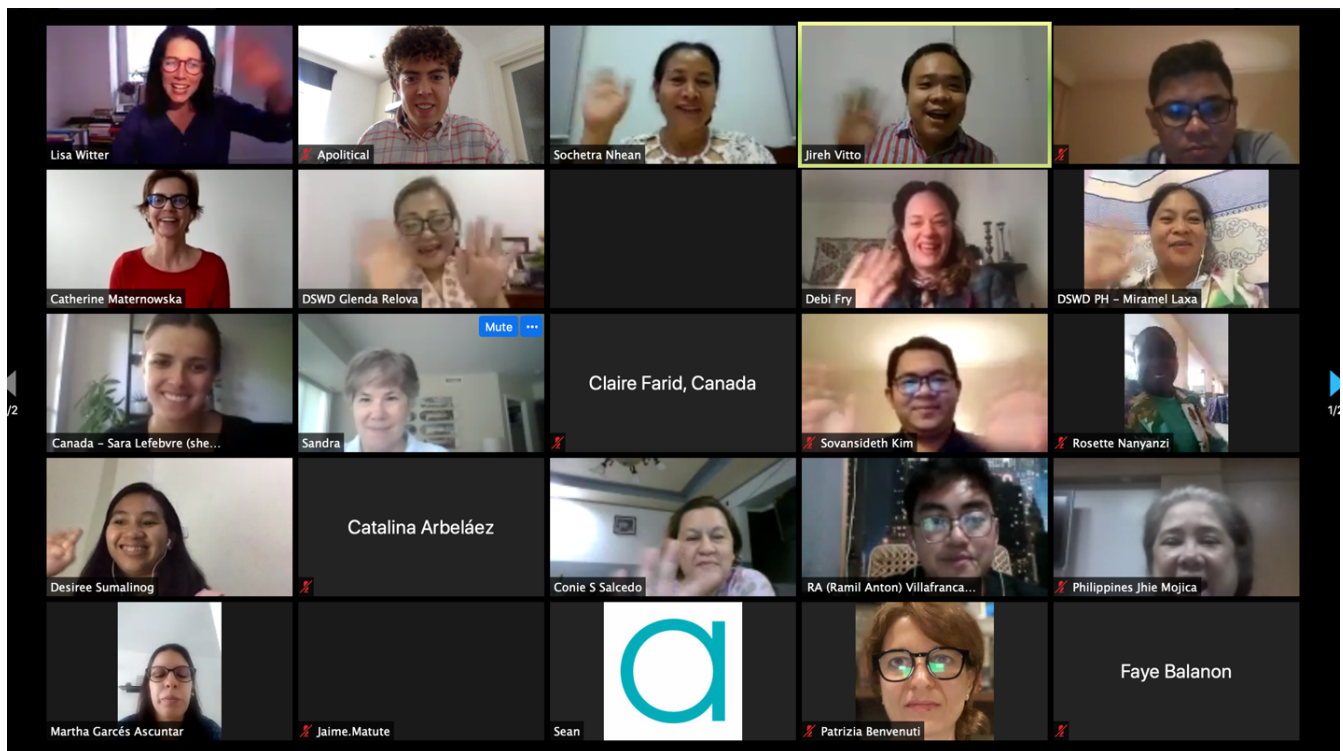 Lisa Witter
Apolitical
Sochetra Nhean
Jireh Vitto
Catherine Maternowska
DSWD Glenda Relova
Debi Fry
DSWD PH - Miramel Laxa
Canada - Sara Lefebvre (she...
Mute ...
Sandra
Claire Farid, Canada
Sovansideth Kim
Rosette Nanyanzi
/2
1/2
Desiree Sumalinog
Catalina Arbeláez
Conie S Salcedo
RA (Ramil Anton) Villafranca...
Philippines Jhie Mojica
Martha Garcés Ascuntar
Jaime.Matute
a
Sean
Patrizia Benvenuti
Faye Balanon